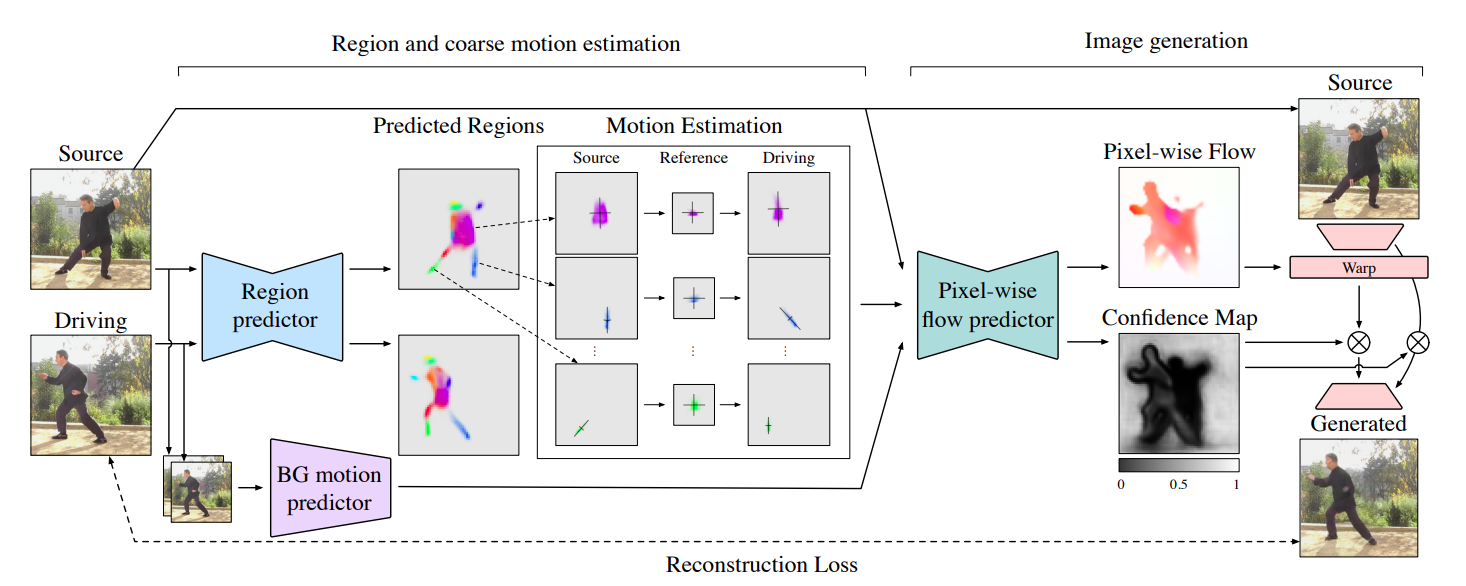 Region and coarse motion estimation
Image generation
Source
Predicted Regions
Motion Estimation
Source
Pixel-wise Flow
Source
Reference
Driving
Region
predictor
Driving
Pixel-wise
flow predictor
Warp
Confidence Map
BG motion
predictor
Generated
0
0.5
1
Reconstruction Loss